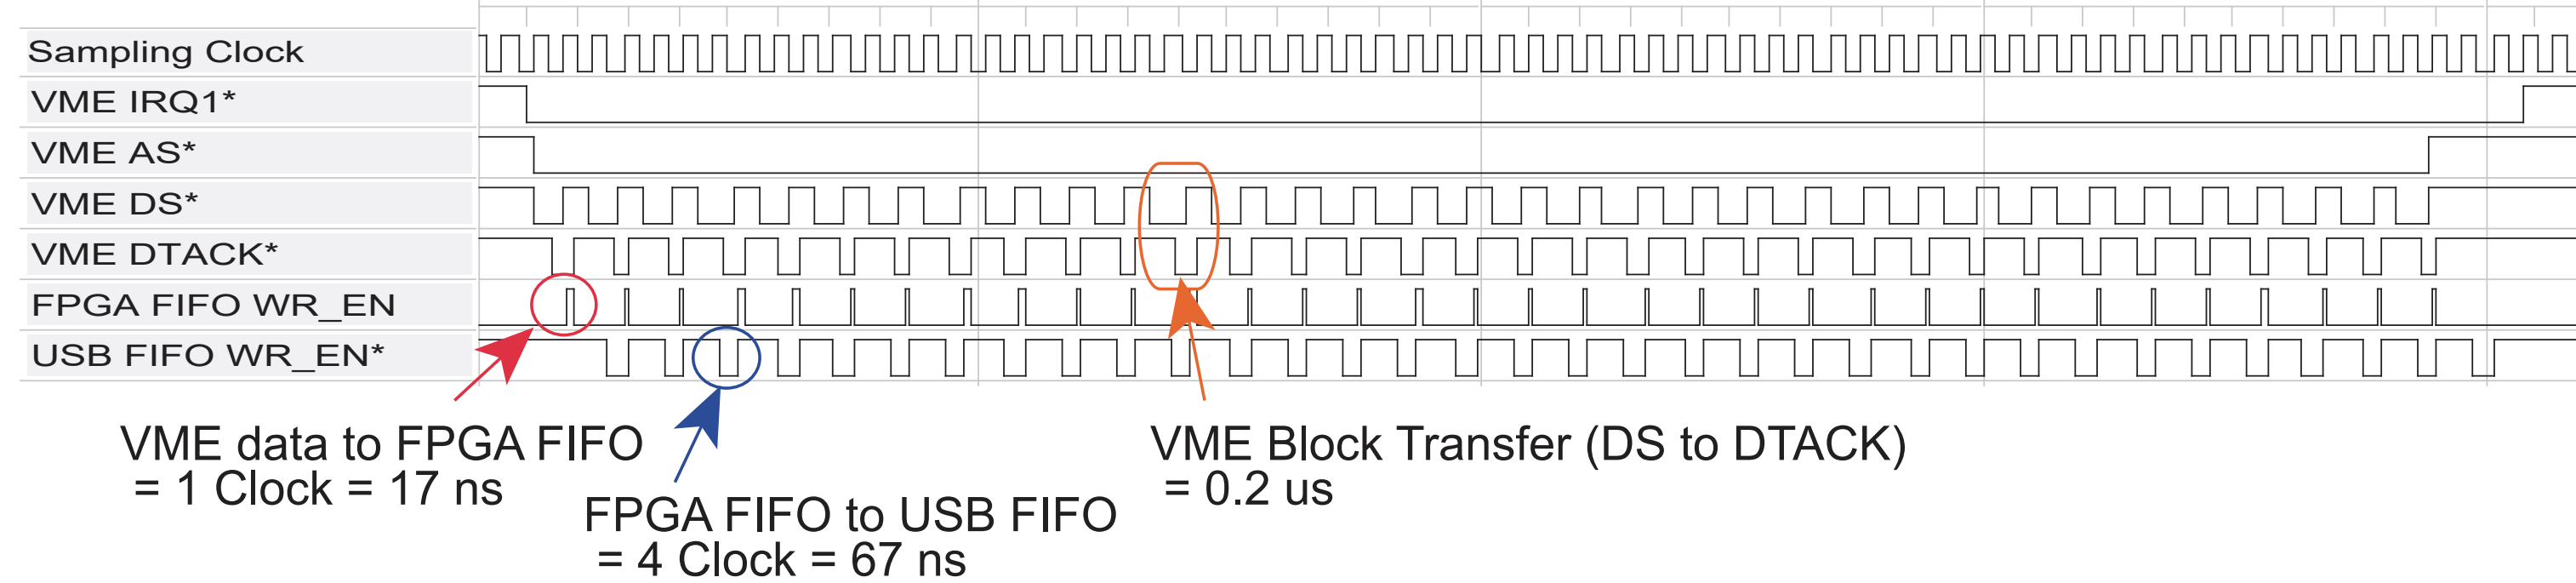 Sampling Clock
VME IRQ1*
VME AS*
VME DS*
VME DTACK*
FPGA FIFO WR_EN
USB FIFO WR_EN*
VME data to FPGA FIFO
= 1 Clock = 17 ns
FPGA FIFO to USB FIFO
= 4 Clock = 67 ns
VME Block Transfer (DS to DTACK)
= 0.2 us